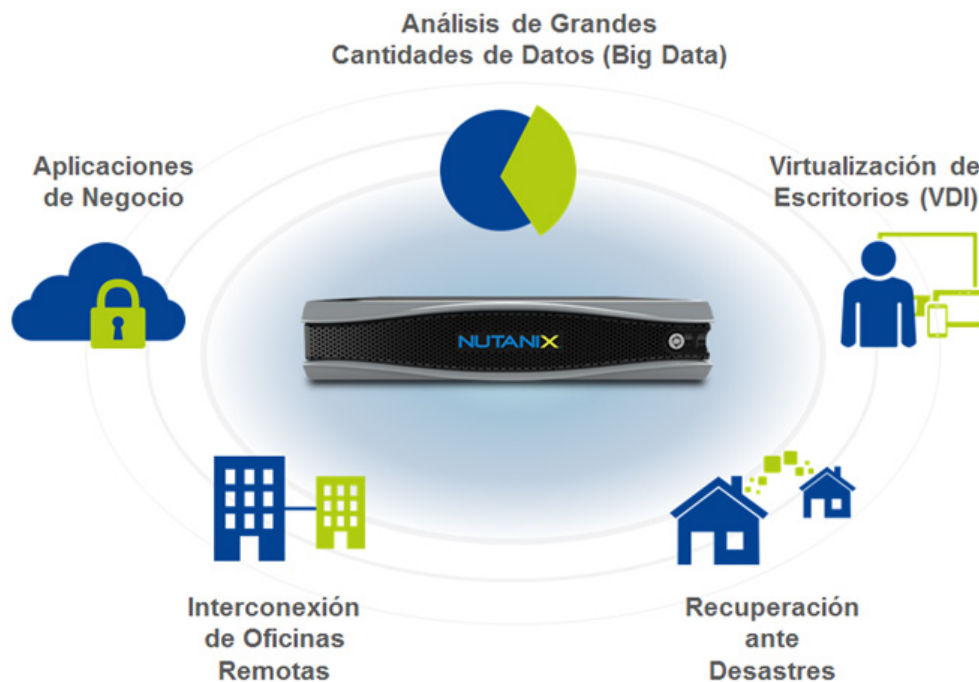 Análisis de Grandes
Cantidades de Datos (Big Data)
Aplicaciones
de Negocio
Virtualización de
Escritorios (VDI)
NUTANIX
Interconexión
de Oficinas
Remotas
Recuperación
ante
Desastres